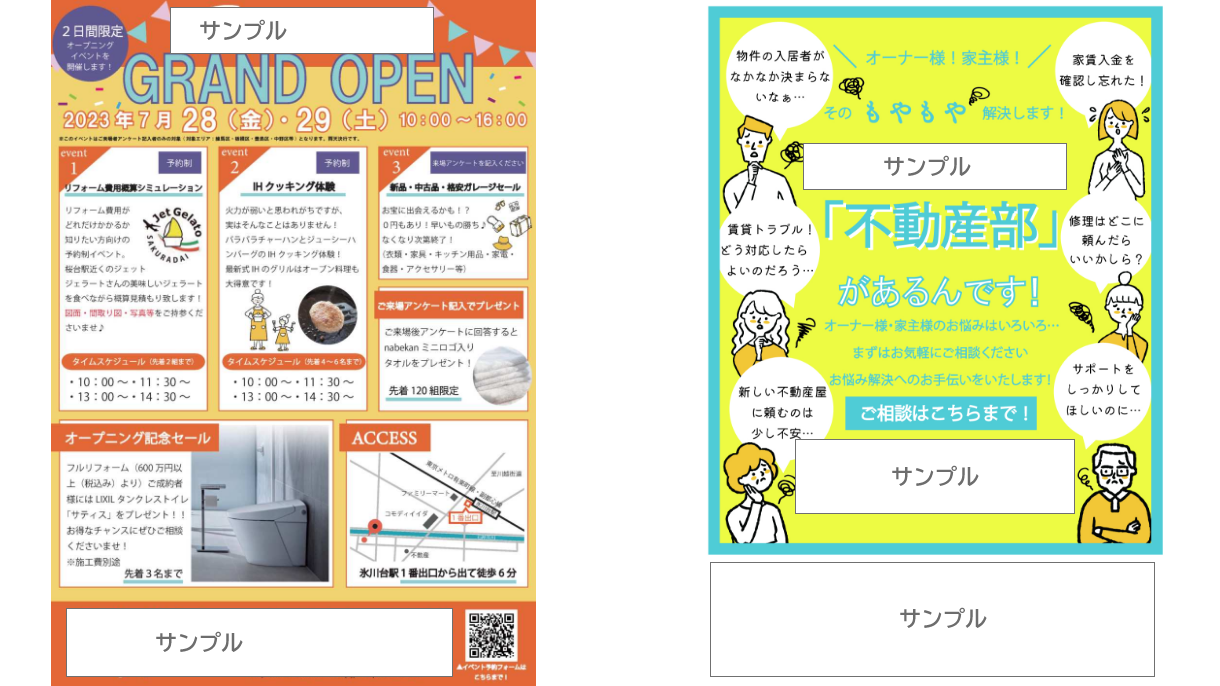 サンプル
2日間限定
オープニング
イベントを
開催します！
GRAND OPEN
2023年7月28（金）・29（土）10：00〜16：00
event
1
予約制
リフォーム費用概算シミュレーション
リフォーム費用が
どれだけかかるか
知りたい方向けの
予約制イベント。
桜台駅近くのジェット
ジェラートさんの美味しいジェラート
を食べながら概算見積もり致します！
図面・間取り図・写真等をご持参くだ
さいませ♪
Jet Gelato
SAKURADAI
タイムスケジュール（先着2組まで）
・10：00〜・11：30〜
・13：00〜・14：30〜
event
2
予約制
IHクッキング体験
火力が弱いと思われがちですが、
実はそんなことはありません！
パラパラチャーハンとジューシーハ
ンバーグのIHクッキング体験！
最新式IHのグリルはオーブン料理も
大得意です！
タイムスケジュール（先着4〜6名まで）
・10：00〜・11：30〜
・13：00〜・14：30〜
event
3
来場アンケートを記入ください
新品・中古品・格安ガレージセール
お宝に出会えるかも！？
0円もあり！早いもの勝ち♪
なくなり次第終了！
（衣類・家具・キッチン用品・家電・
食器・アクセサリー等）
ご来場アンケート記入でプレゼント
ご来場後アンケートに回答すると
nabekanミニロゴ入り
タオルをプレゼント！
先着120組限定
オープニング記念セール
フルリフォーム（600万円以
上（税込み）より）ご成約者
様にはLIXILタンクレストイレ
「サティス」をプレゼント！！
お得なチャンスにぜひご相談
くださいませ！
※施工費別途
先着3名まで
ACCESS
東京メトロ有楽町線・副都心線
里川越街道
ファミリーマート
コモディイイダ
1番出口
不動産
氷川台駅1番出口から出て徒歩6分
サンプル
▲イベント予約フォームは
こちらまで！
物件の入居者が
なかなか決まらな
いなぁ…
オーナー様！家主様！
その もやもや 解決します！
家賃入金を
確認し忘れた！
サンプル
「不動産部」
があるんです！
賃貸トラブル！
どう対応したら
よいのだろう…
修理はどこに
頼んだら
いいかしら？
オーナー様・家主様のお悩みはいろいろ…
まずはお気軽にご相談ください
お悩み解決へのお手伝いをいたします！
ご相談はこちらまで！
新しい不動産屋
に頼むのは
少し不安…
サポートを
しっかりして
ほしいのに…
サンプル
サンプル